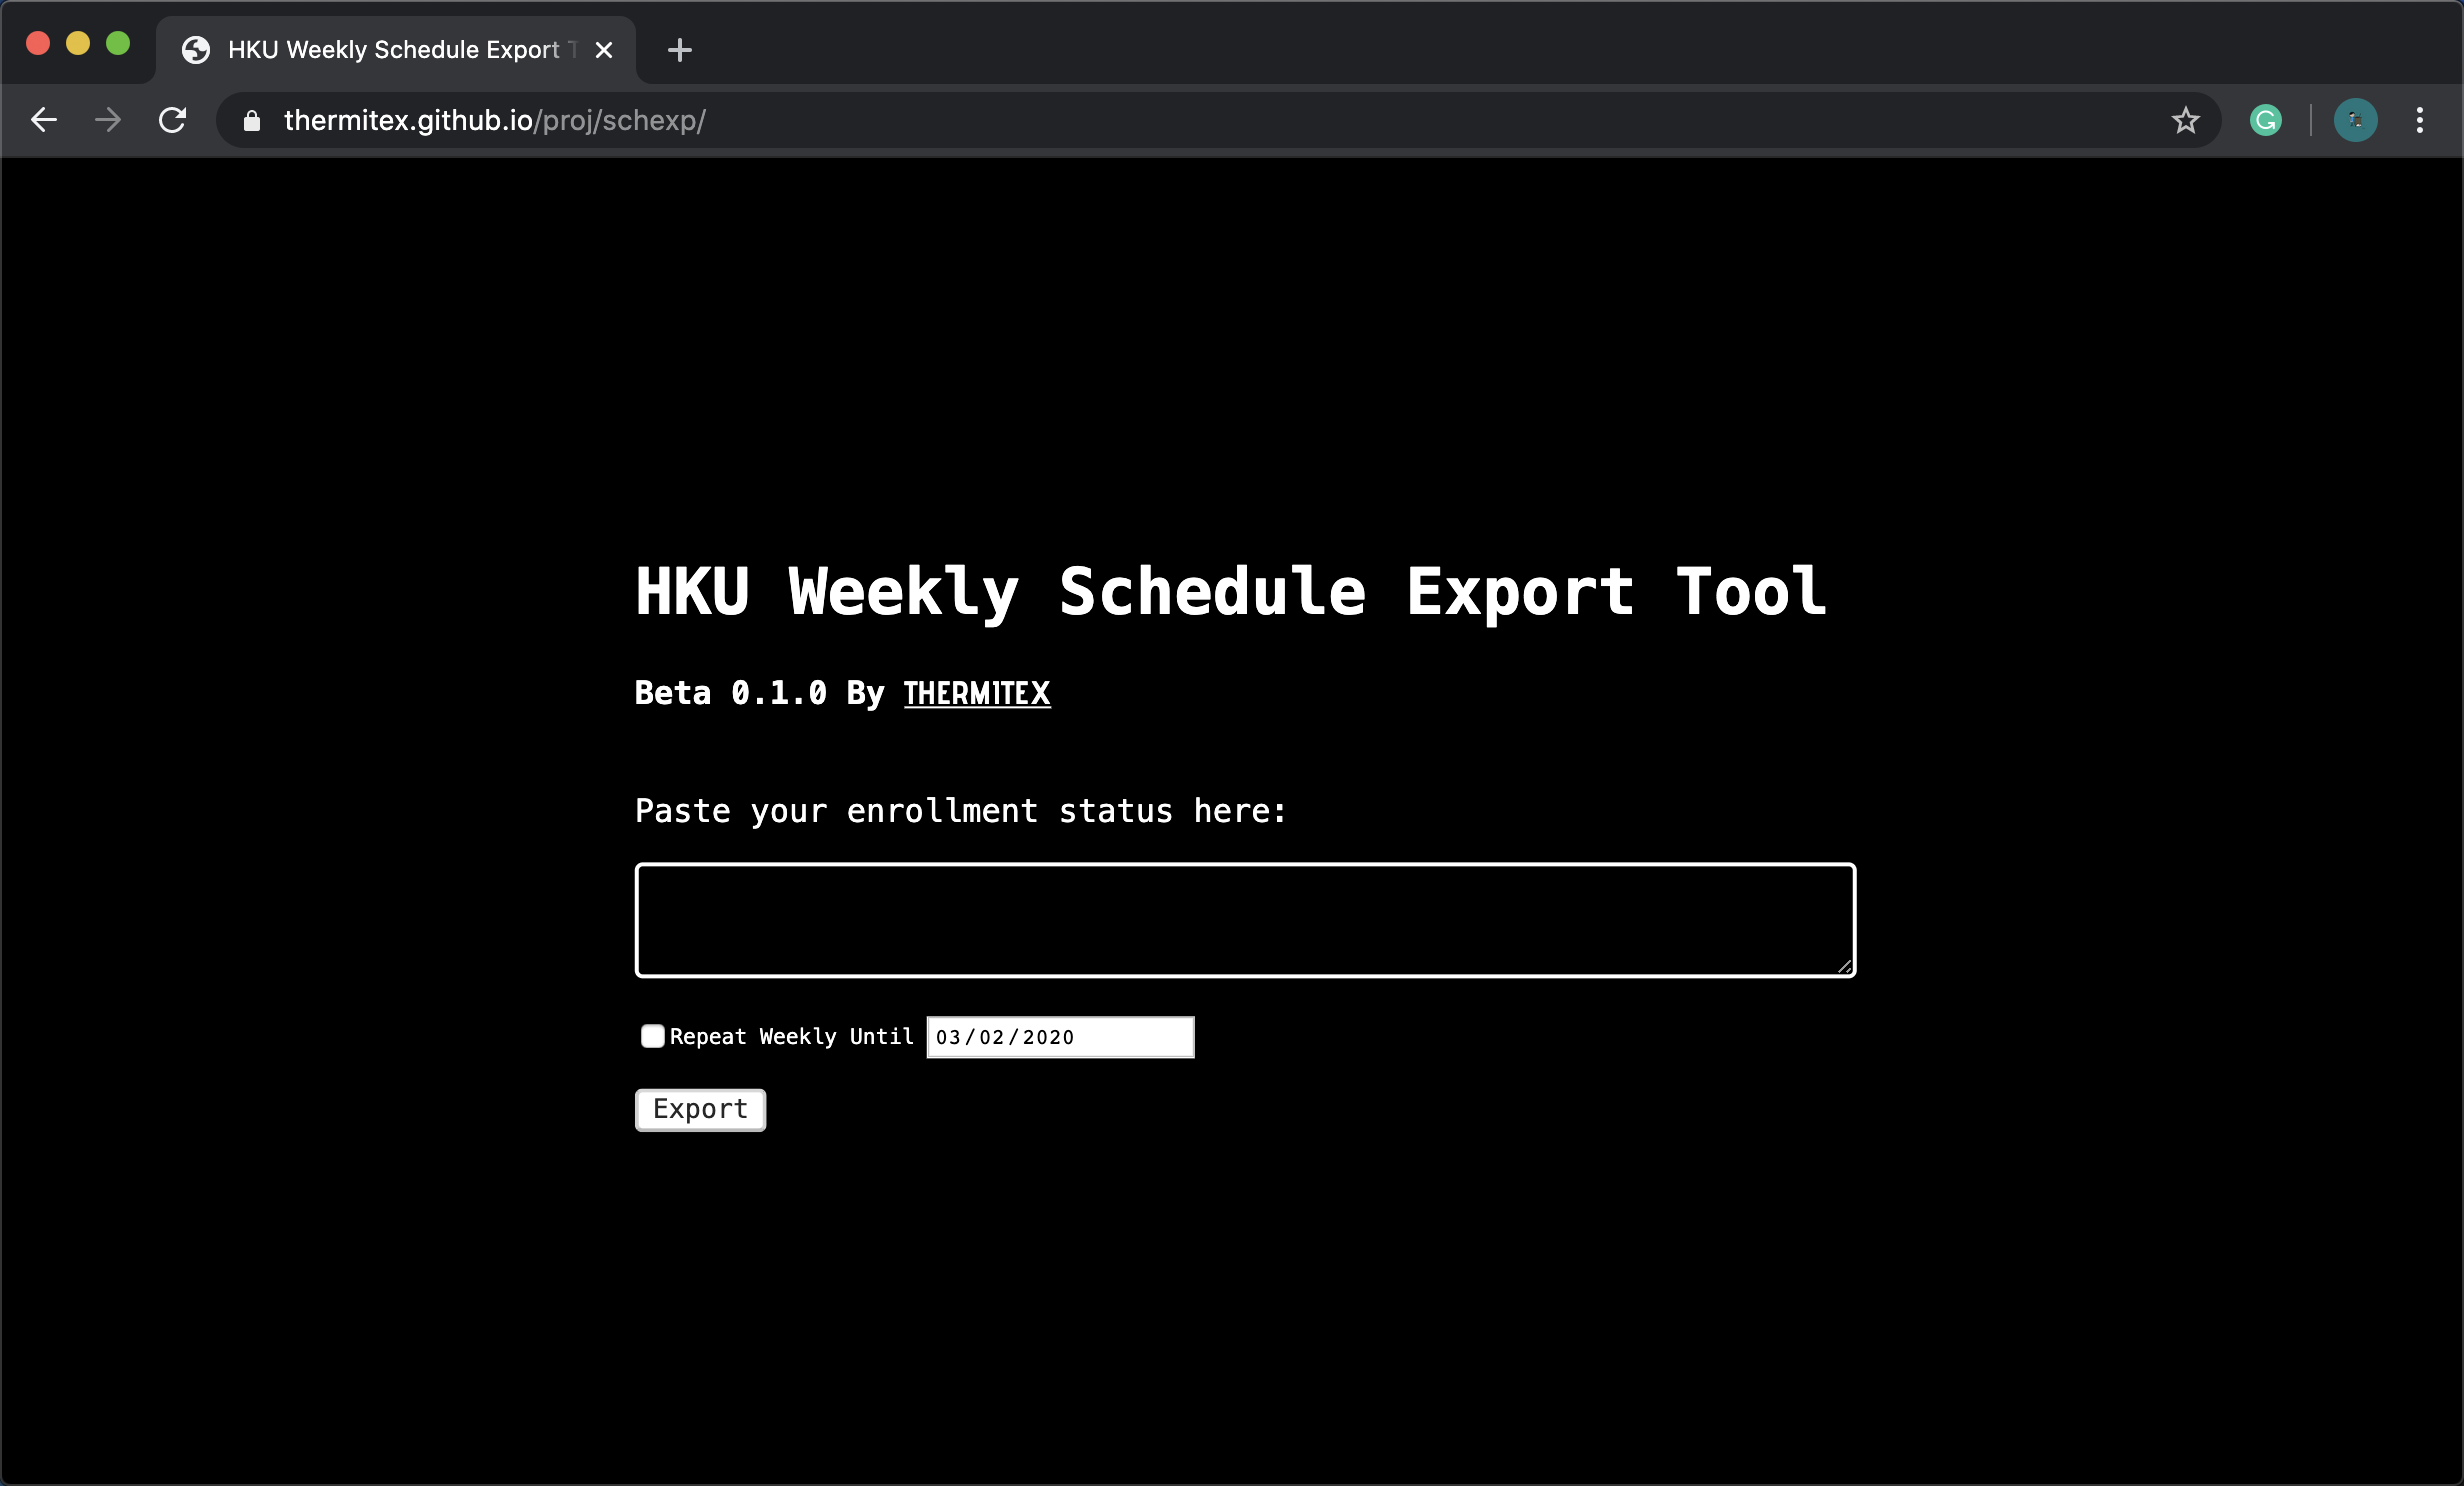 HKU Weekly Schedule Export T
thermitex.github.io/proj/schexp/
HKU Weekly Schedule Export Tool
Beta 0.1.0 By THERMITEX
Paste your enrollment status here:
Repeat Weekly Until 03/02/2020
Export